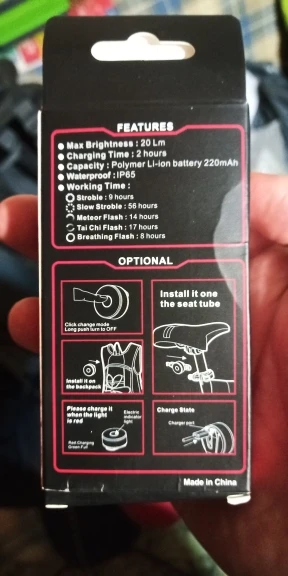 FEATURES
Max Brightness : 20 Lm
Charging Time : 2 hours
Capacity : Polymer Li-ion battery 220mAh
Waterproof : IP65
Working Time :
Stroble : 9 hours
Slow Stroble : 56 hours
Meteor Flash : 14 hours
Tai Chi Flash : 17 hours
Breathing Flash : 8 hours
OPTIONAL
Click change mode
Long push turn to OFF
Install it one
the seat tube
Install it on
the backpack
Please charge it
when the light
is red
Electric
indicator
light
Red:Charging
Green:Full
Charge State
Charger port
Made in China